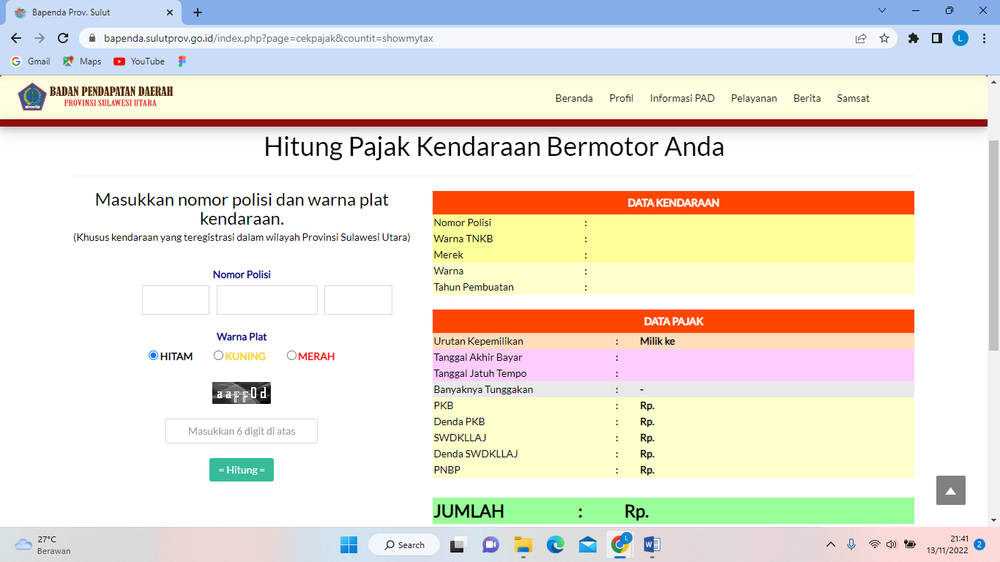 Bapenda Prov. Sulut
bapenda.sulutprov.go.id/index.php?page=cekpajak&countit=showmytax
L
Gmail Maps YouTube
BADAN PENDAPATAN DAERAH
PROVINSI SULAWESI UTARA
Beranda Profil Informasi PAD Pelayanan Berita Samsat
Hitung Pajak Kendaraan Bermotor Anda
Masukkan nomor polisi dan warna plat
kendaraan.
(Khusus kendaraan yang teregistrasi dalam wilayah Provinsi Sulawesi Utara)
Nomor Polisi
Warna Plat
HITAM KUNING MERAH
aaff0d
Masukkan 6 digit di atas
= Hitung =
DATA KENDARAAN
Nomor Polisi :
Warna TNKB :
Merek :
Warna :
Tahun Pembuatan :
DATA PAJAK
Urutan Kepemilikan : Milik ke
Tanggal Akhir Bayar :
Tanggal Jatuh Tempo :
Banyaknya Tunggakan : -
PKB : Rp.
Denda PKB : Rp.
SWDKLLAJ : Rp.
Denda SWDKLLAJ : Rp.
PNBP : Rp.
JUMLAH : Rp.
27°C
Berawan
Search
L
21:41
13/11/2022
2